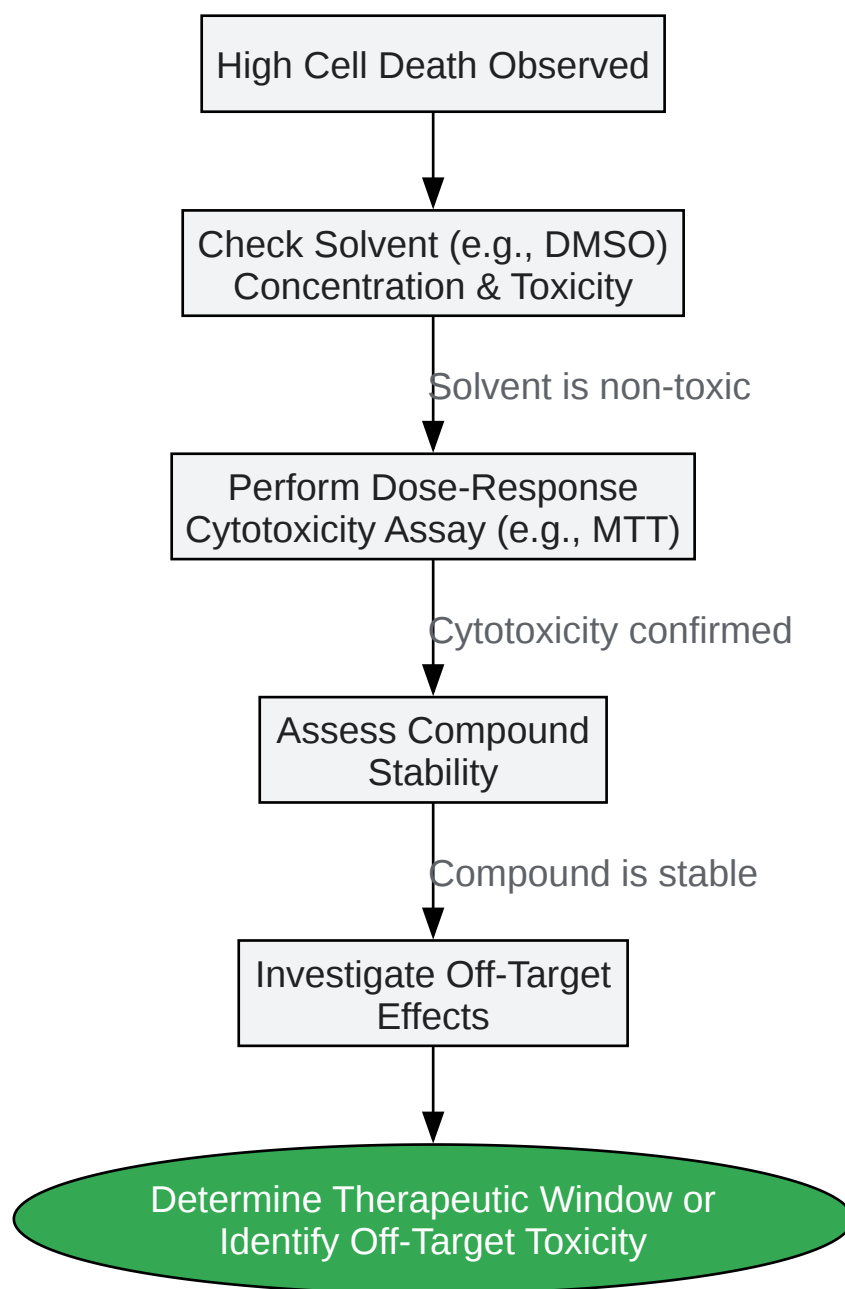 High Cell Death Observed
Check Solvent (e.g., DMSO)
Concentration & Toxicity
Solvent is non-toxic
Perform Dose-Response
Cytotoxicity Assay (e.g., MTT)
Cytotoxicity confirmed
Assess Compound
Stability
Compound is stable
Investigate Off-Target
Effects
Determine Therapeutic Window or
Identify Off-Target Toxicity